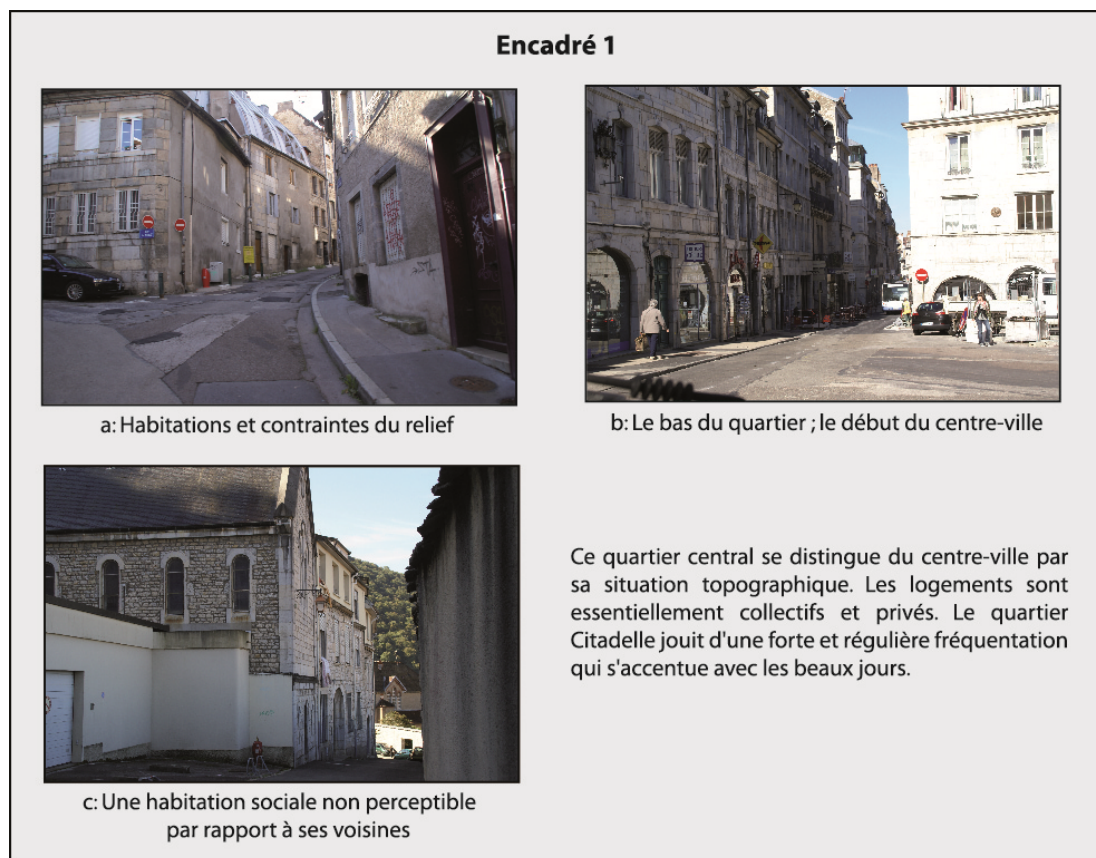 Encadré 1
a: Habitations et contraintes du relief
b: Le bas du quartier ; le début du centre-ville
c: Une habitation sociale non perceptible
par rapport à ses voisines
Ce quartier central se distingue du centre-ville par
sa situation topographique. Les logements sont
essentiellement collectifs et privés. Le quartier
Citadelle jouit d'une forte et régulière fréquentation
qui s'accentue avec les beaux jours.